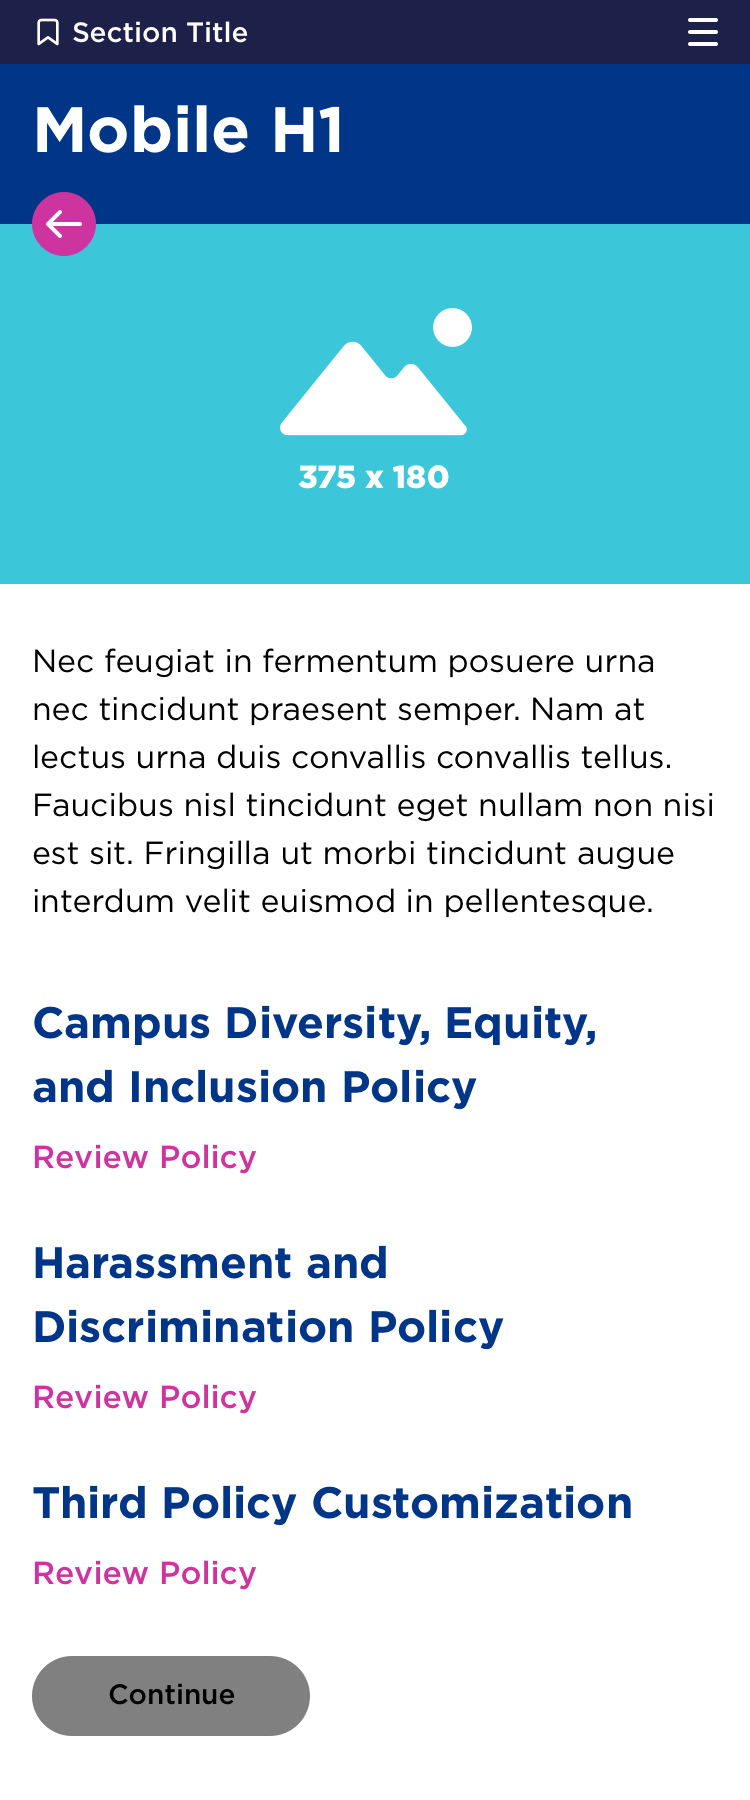 Section Title
Mobile H1
375 x 180
Nec feugiat in fermentum posuere urna
nec tincidunt praesent semper. Nam at
lectus urna duis convallis convallis tellus.
Faucibus nisl tincidunt eget nullam non nisi
est sit. Fringilla ut morbi tincidunt augue
interdum velit euismod in pellentesque.
Campus Diversity, Equity,
and Inclusion Policy
Review Policy
Harassment and
Discrimination Policy
Review Policy
Third Policy Customization
Review Policy
Continue